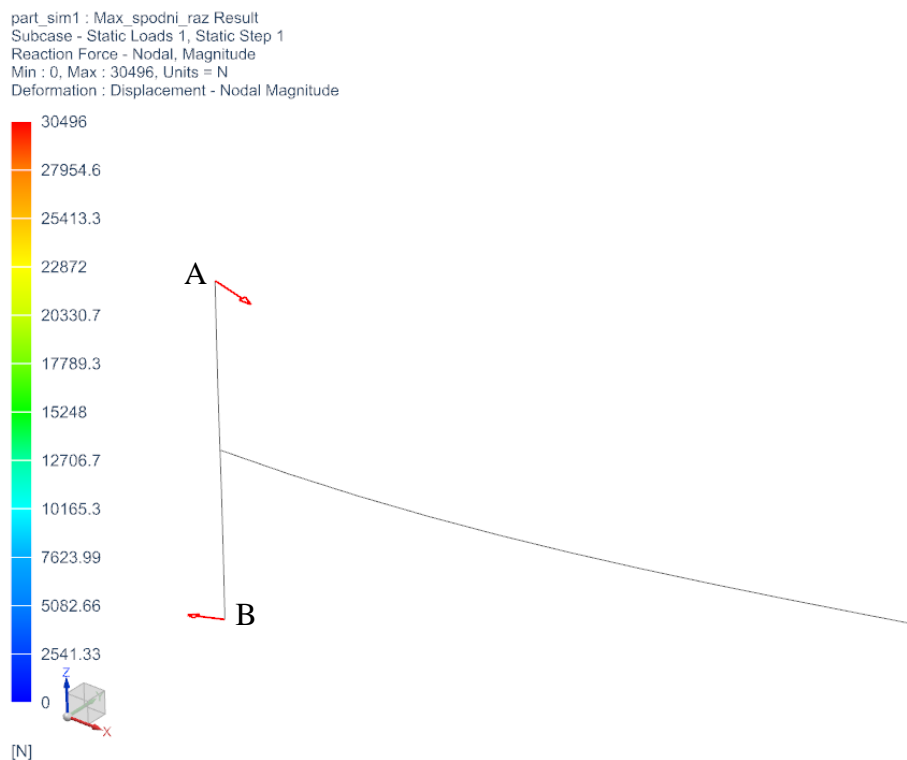 part_sim1 : Max_spodni_raz Result
Subcase - Static Loads 1, Static Step 1
Reaction Force - Nodal, Magnitude
Min : 0, Max : 30496, Units = N
Deformation : Displacement - Nodal Magnitude
30496
27954.6
25413.3
22872
20330.7
17789.3
15248
12706.7
10165.3
7623.99
5082.66
2541.33
0
[N]
A
B
Z
Y
X